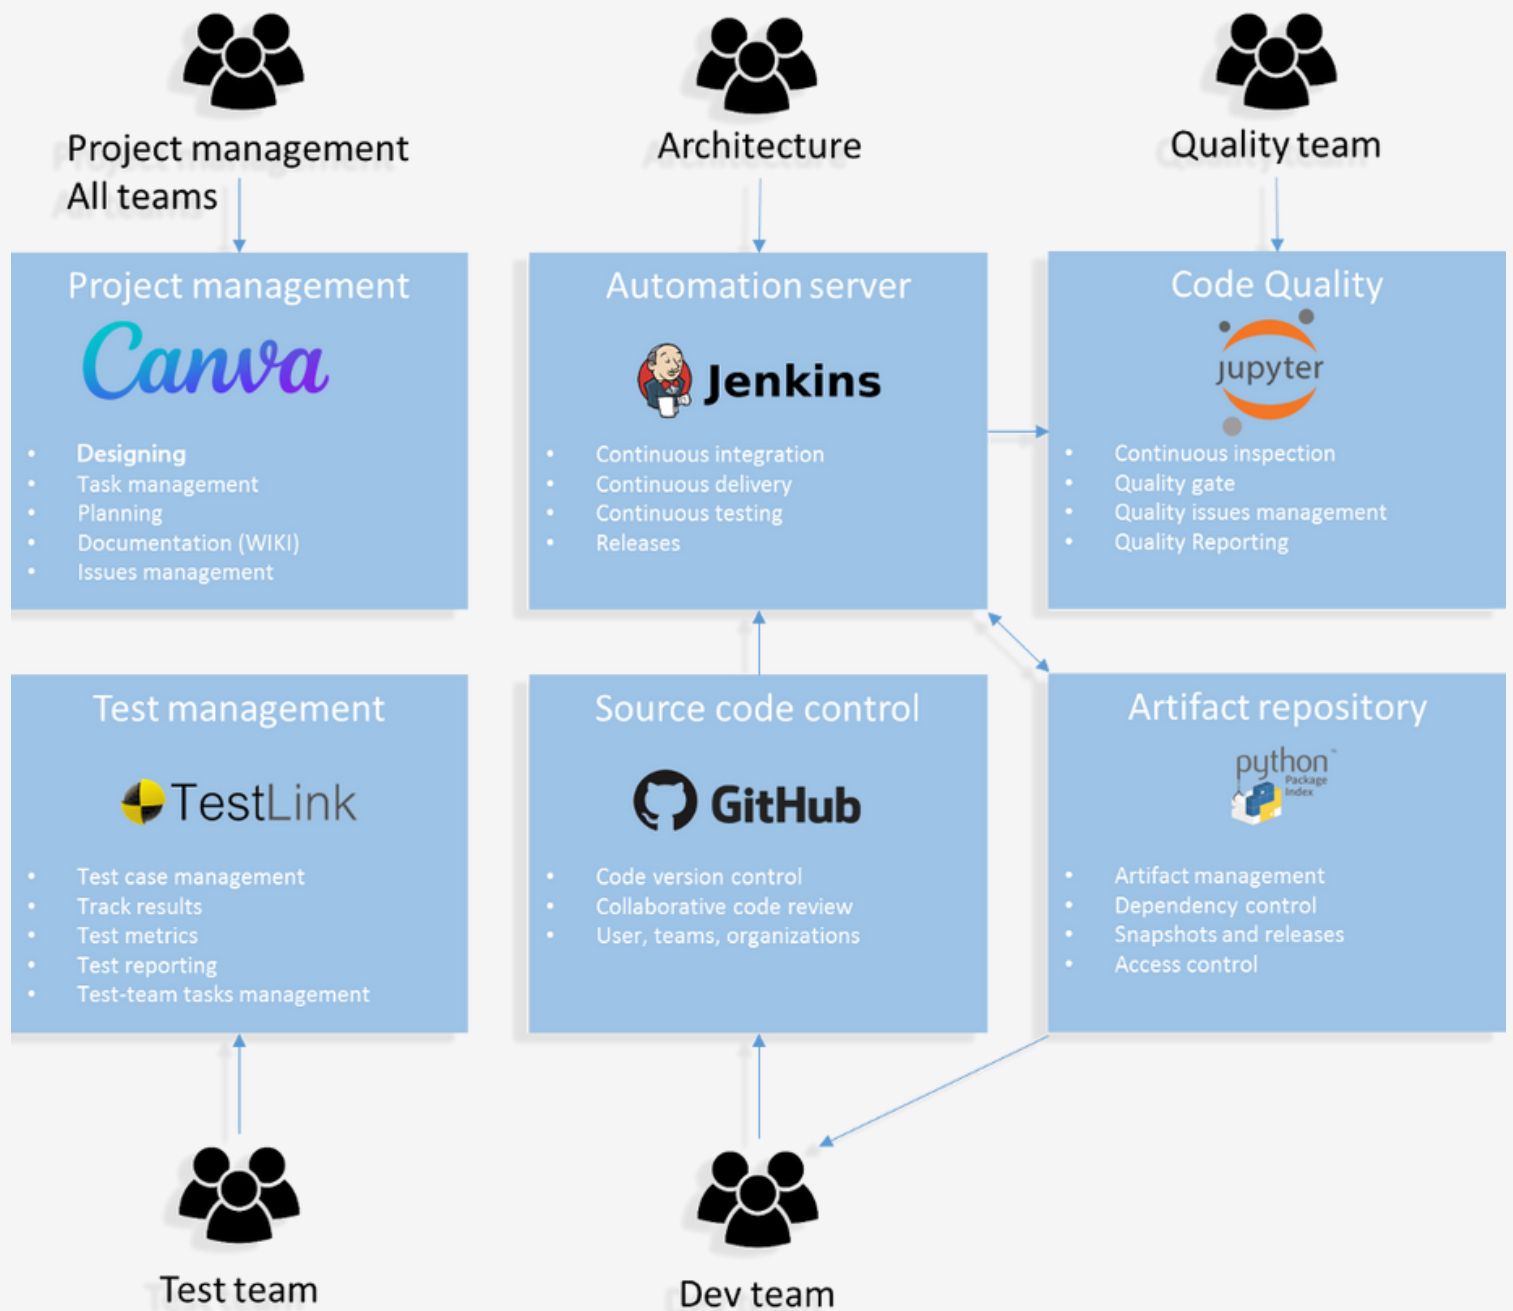 Project management
All teams
Architecture
Quality team
Project management
Canva
• Designing
• Task management
• Planning
• Documentation (WIKI)
• Issues management
Automation server
Jenkins
• Continuous integration
• Continuous delivery
• Continuous testing
• Releases
Code Quality
jupyter
• Continuous inspection
• Quality gate
• Quality issues management
• Quality Reporting
Test management
TestLink
• Test case management
• Track results
• Test metrics
• Test reporting
• Test-team tasks management
Source code control
GitHub
• Code version control
• Collaborative code review
• User, teams, organizations
Artifact repository
python™
Package
Index
• Artifact management
• Dependency control
• Snapshots and releases
• Access control
Test team
Dev team